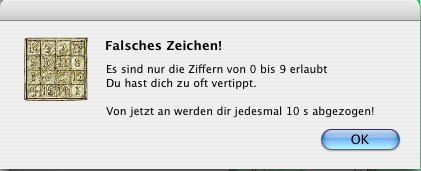 Falsches Zeichen!
Es sind nur die Ziffern von 0 bis 9 erlaubt
Du hast dich zu oft vertippt.
Von jetzt an werden dir jedesmal 10 s abgezogen!
OK